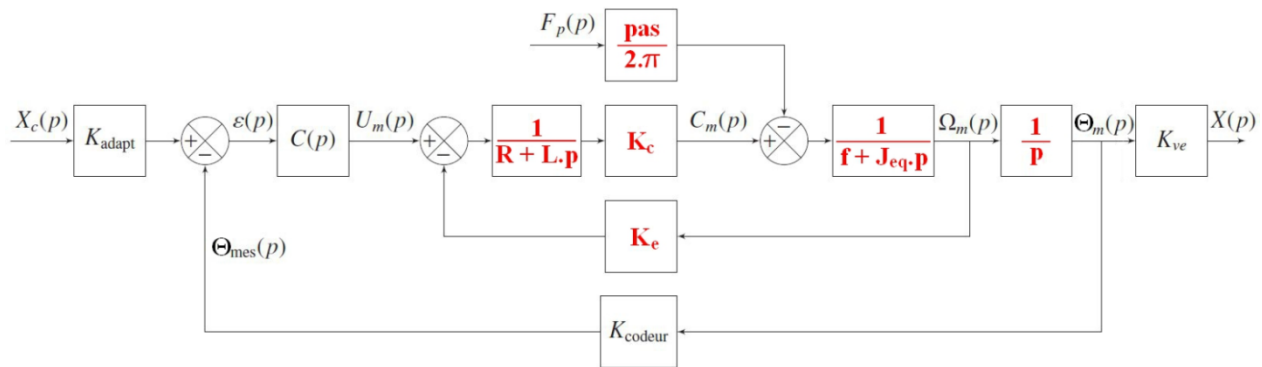 F_p(p)
pas
2.π
X_c(p)
K_adapt
+
−
ε(p)
C(p)
U_m(p)
+
−
1
R + L.p
K_c
C_m(p)
−
+
1
f + J_eq.p
Ω_m(p)
1
p
Θ_m(p)
K_ve
X(p)
K_e
Θ_mes(p)
K_codeur